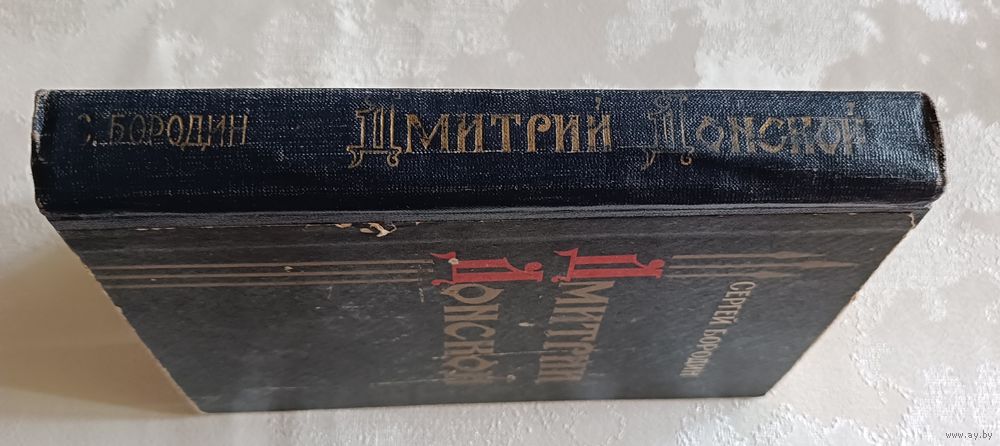 С. БОРОДИН ДМИТРИЙ ДОНСКОЙ
СЕРГЕЙ БОРОДИН
ДМИТРИЙ
ДОНСКОЙ
www.ay.by